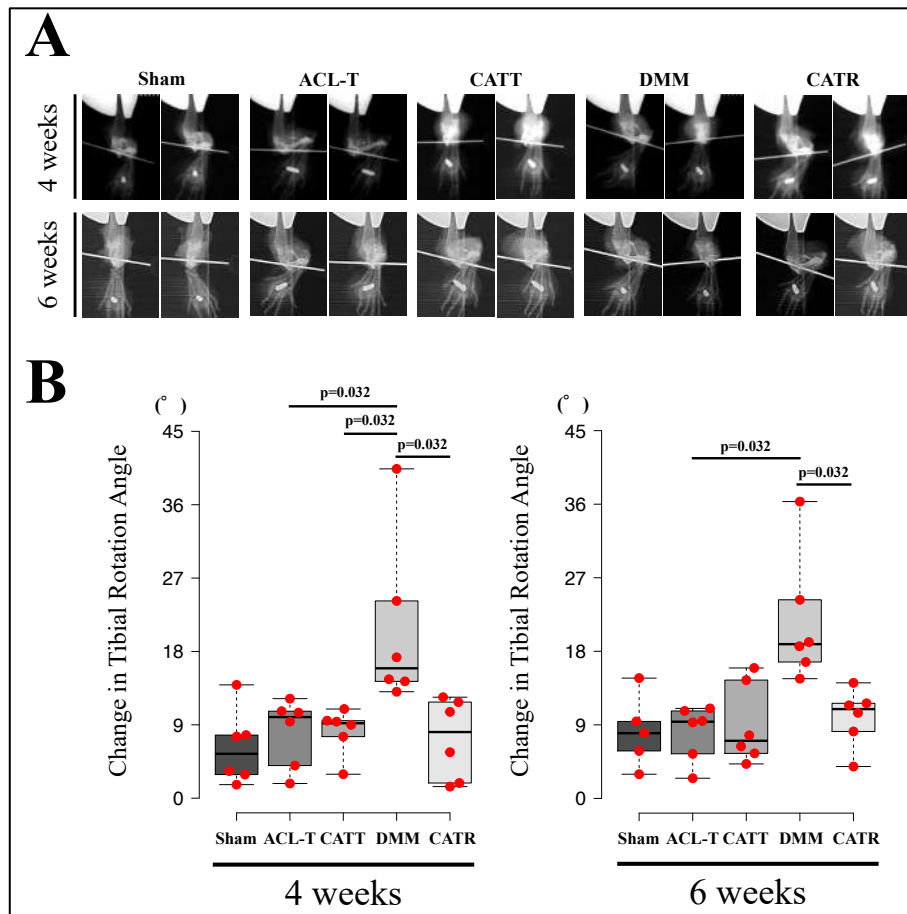 A
Sham ACL-T CATT DMM CATR
4 weeks
6 weeks
B
(° )
Change in Tibial Rotation Angle
45
36
27
18
9
0
p=0.032
p=0.032
p=0.032
Sham ACL-T CATT DMM CATR
4 weeks
(° )
Change in Tibial Rotation Angle
45
36
27
18
9
0
p=0.032
p=0.032
Sham ACL-T CATT DMM CATR
6 weeks